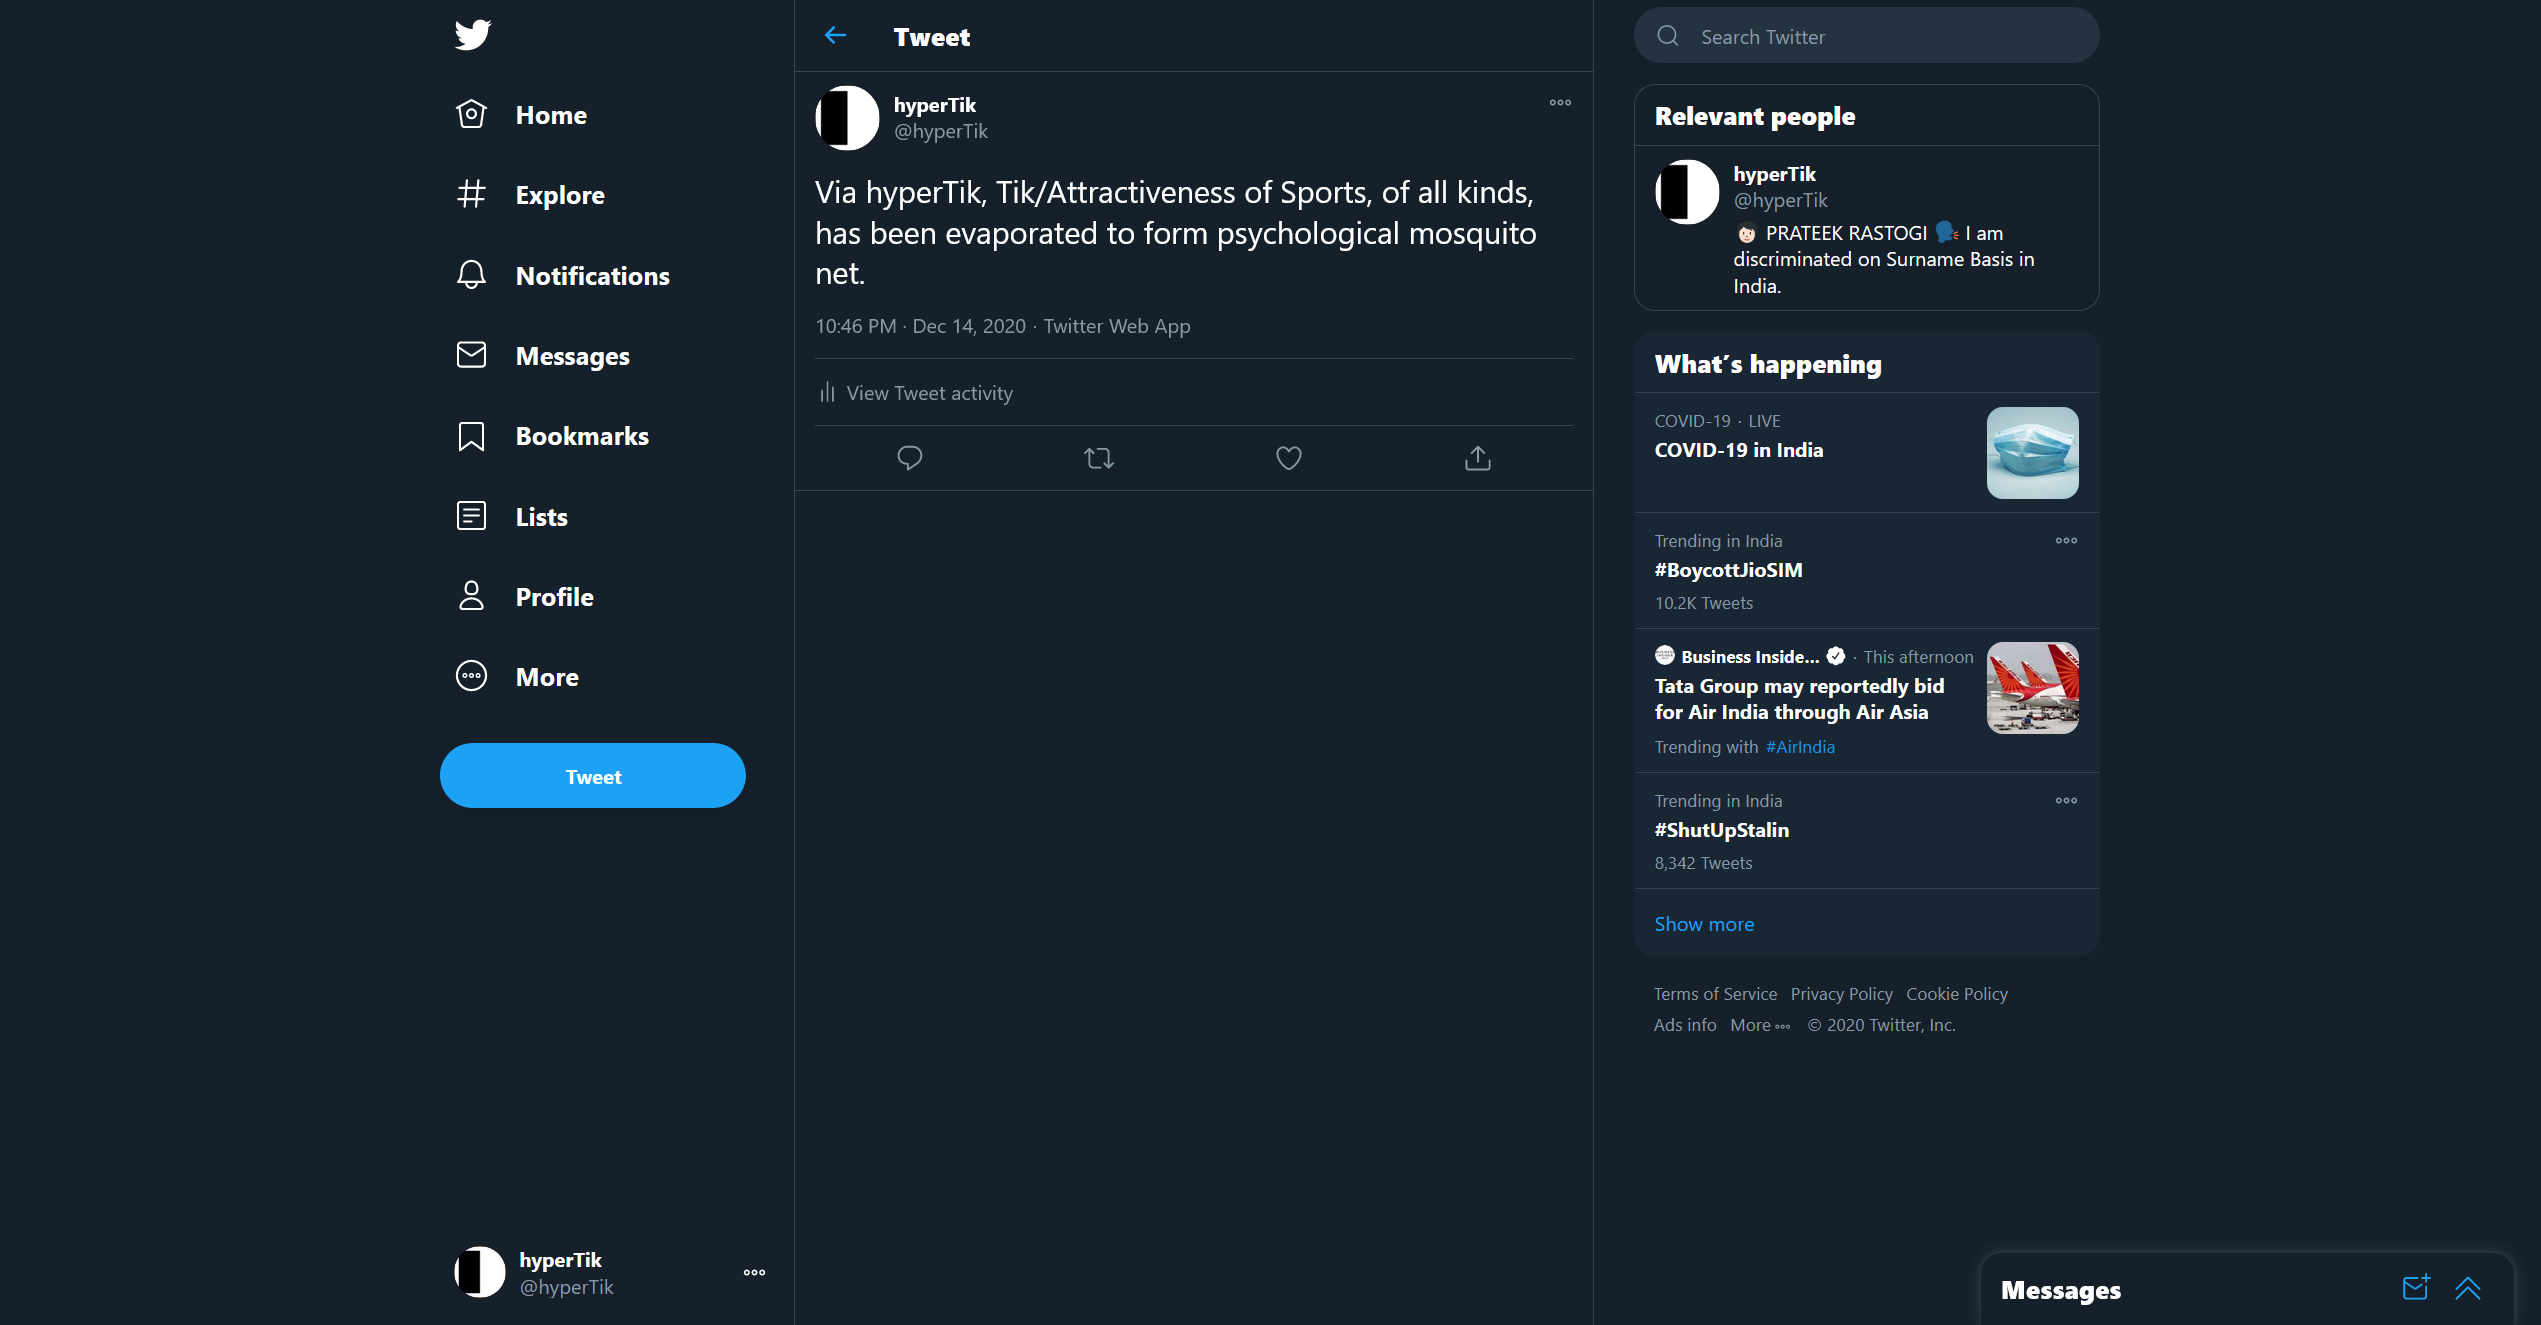 Home
Explore
Notifications
Messages
Bookmarks
Lists
Profile
More
Tweet
hyperTik
@hyperTik
Tweet
hyperTik
@hyperTik
Via hyperTik, Tik/Attractiveness of Sports, of all kinds,
has been evaporated to form psychological mosquito
net.
10:46 PM · Dec 14, 2020 · Twitter Web App
View Tweet activity
Search Twitter
Relevant people
hyperTik
@hyperTik
PRATEEK RASTOGI I am
discriminated on Surname Basis in
India.
What's happening
COVID-19 · LIVE
COVID-19 in India
Trending in India
#BoycottJioSIM
10.2K Tweets
Business Inside... · This afternoon
Tata Group may reportedly bid
for Air India through Air Asia
Trending with #AirIndia
Trending in India
#ShutUpStalin
8,342 Tweets
Show more
Terms of Service Privacy Policy Cookie Policy
Ads info More © 2020 Twitter, Inc.
Messages